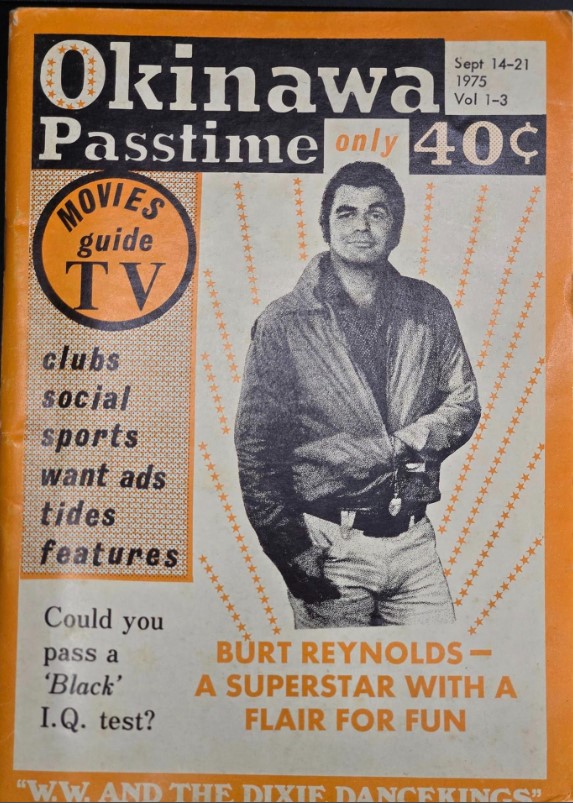 Okinawa
Passtime
only 40¢
Sept 14-21
1975
Vol 1-3
MOVIES
guide
TV
clubs
social
sports
want ads
tides
features
Could you
pass a
'Black'
I.Q. test?
BURT REYNOLDS—
A SUPERSTAR WITH A
FLAIR FOR FUN
"W.W. AND THE DIXIE DANCEKINGS"